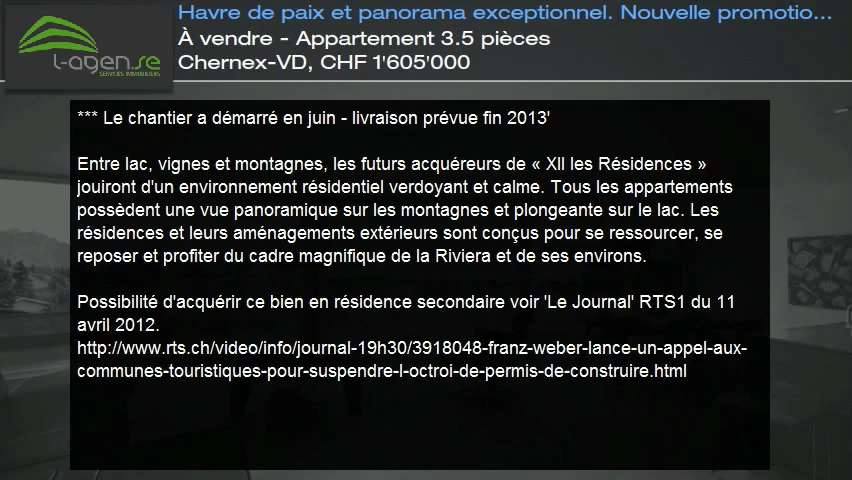 Havre de paix et panorama exceptionnel. Nouvelle promotio...
À vendre - Appartement 3.5 pièces
Chernex-VD, CHF 1'605'000
l-agen.se
SERVICES IMMOBILIERS
*** Le chantier a démarré en juin - livraison prévue fin 2013'
Entre lac, vignes et montagnes, les futurs acquéreurs de « XII les Résidences »
jouiront d'un environnement résidentiel verdoyant et calme. Tous les appartements
possèdent une vue panoramique sur les montagnes et plongeante sur le lac. Les
résidences et leurs aménagements extérieurs sont conçus pour se ressourcer, se
reposer et profiter du cadre magnifique de la Riviera et de ses environs.
Possibilité d'acquérir ce bien en résidence secondaire voir 'Le Journal' RTS1 du 11
avril 2012.
http://www.rts.ch/video/info/journal-19h30/3918048-franz-weber-lance-un-appel-aux-
communes-touristiques-pour-suspendre-l-octroi-de-permis-de-construire.html